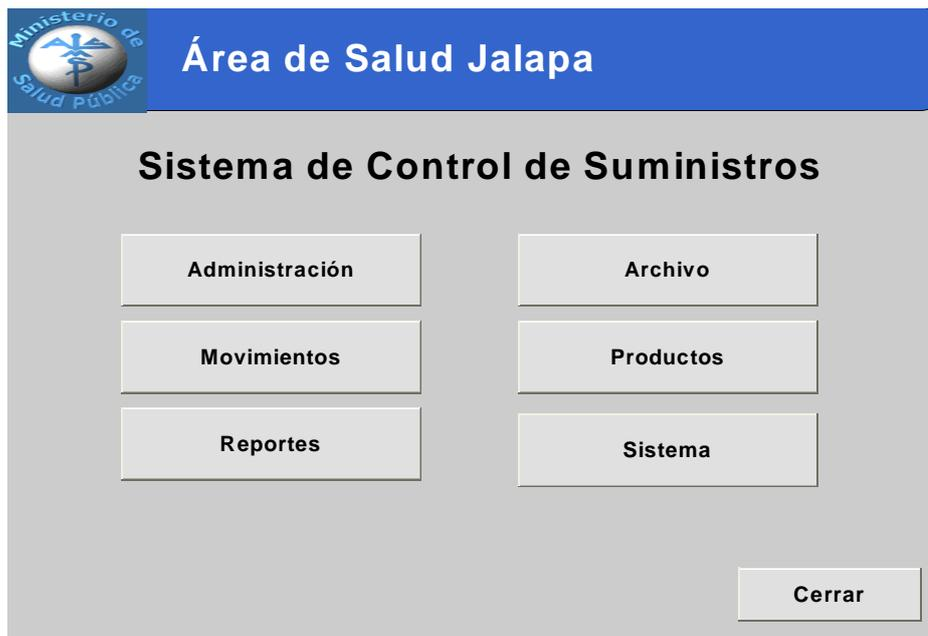 Ministerio de
Salud Pública
Área de Salud Jalapa
Sistema de Control de Suministros
Administración
Archivo
Movimientos
Productos
Reportes
Sistema
Cerrar